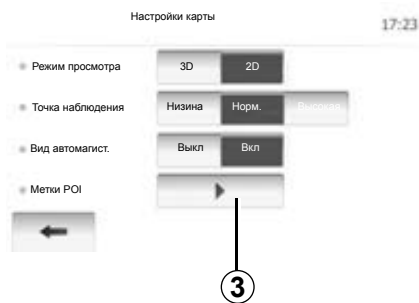 Настройки карты
17:23
Режим просмотра 3D 2D
Точка наблюдения Низина Норм. Высокая
Вид автомагист. Выкл Вкл
Метки POI
3